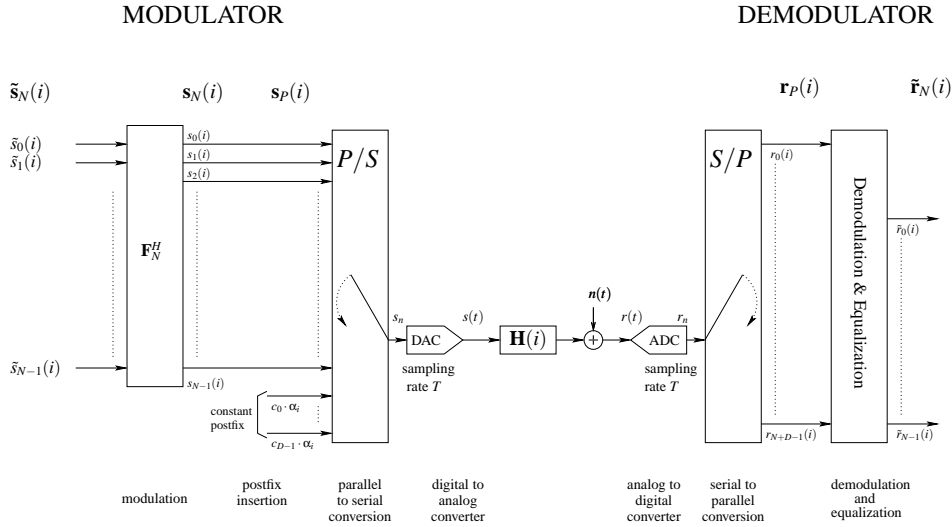 MODULATOR
DEMODULATOR
s̃_N(i)
s_N(i)
s_P(i)
r_P(i)
r̃_N(i)
s̃_0(i)
s̃_1(i)
s̃_{N−1}(i)
F_N^H
s_0(i)
s_1(i)
s_2(i)
s_{N−1}(i)
constant
postfix
c_0 · α_i
c_{D−1} · α_i
P/S
s_n
DAC
s(t)
sampling
rate T
H(i)
n(t)
+
r(t)
ADC
r_n
sampling
rate T
S/P
r_0(i)
r_{N+D−1}(i)
Demodulation & Equalization
r̃_0(i)
r̃_{N−1}(i)
modulation
postfix
insertion
parallel
to serial
conversion
digital to
analog
converter
analog to
digital
converter
serial to
parallel
conversion
demodulation
and
equalization